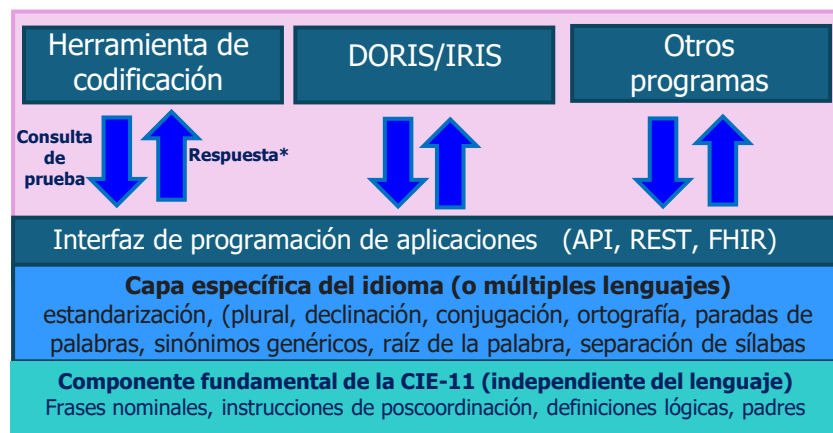 Herramienta de
codificación
DORIS/IRIS
Otros
programas
Consulta
de
prueba
Respuesta*
Interfaz de programación de aplicaciones (API, REST, FHIR)
Capa específica del idioma (o múltiples lenguajes)
estandarización, (plural, declinación, conjugación, ortografía, paradas de
palabras, sinónimos genéricos, raíz de la palabra, separación de sílabas
Componente fundamental de la CIE-11 (independiente del lenguaje)
Frases nominales, instrucciones de poscoordinación, definiciones lógicas, padres